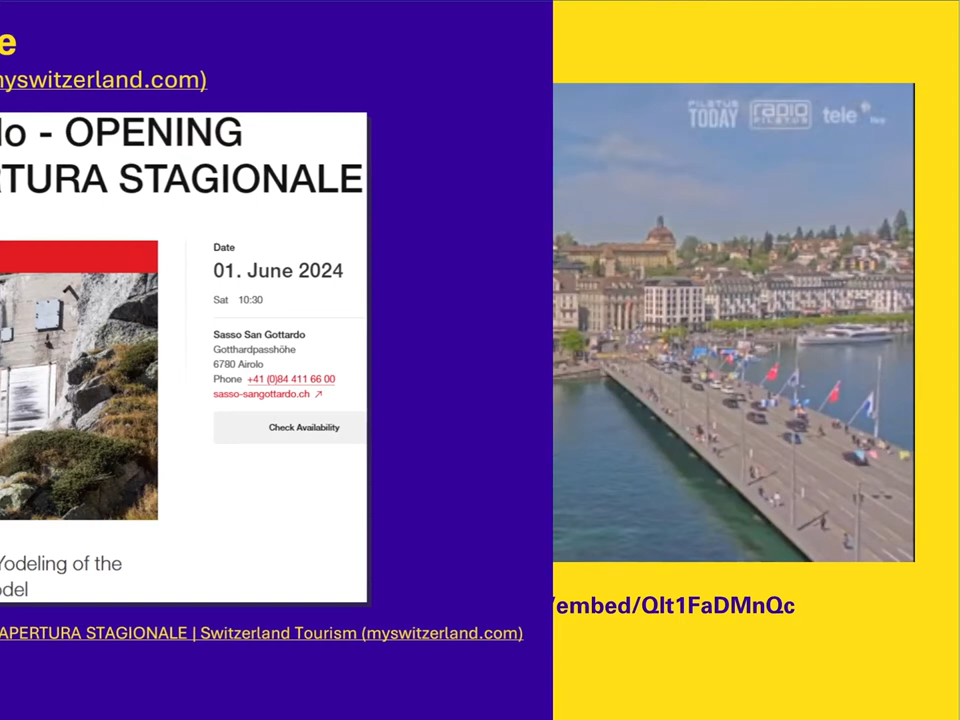 e
nyswitzerland.com)
lo - OPENING
RTURA STAGIONALE
Date
01. June 2024
Sat 10:30
Sasso San Gottardo
Gotthardpasshöhe
6780 Airolo
Phone +41 (0)84 411 66 00
sasso-sangottardo.ch ↗
Check Availability
Yodeling of the
odel
APERTURA STAGIONALE | Switzerland Tourism (myswitzerland.com)
PILATUS
TODAY
radio
PILATUS
tele
/embed/Qlt1FaDMnQc